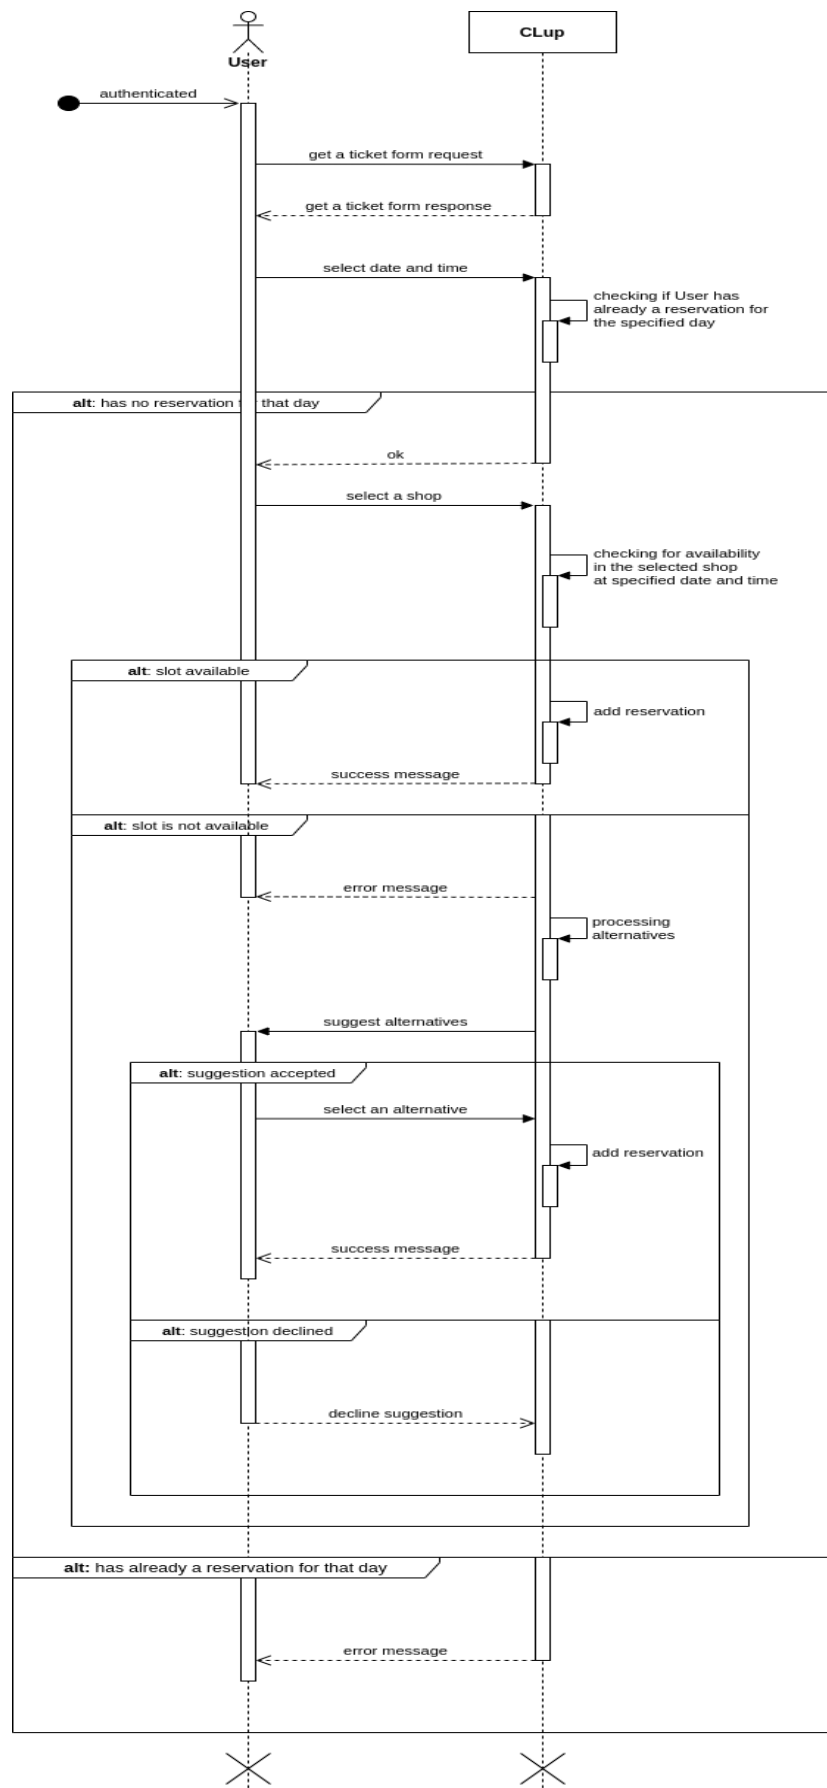 User
CLup
authenticated
get a ticket form request
get a ticket form response
select date and time
checking if User has
already a reservation for
the specified day
alt: has no reservation for that day
ok
select a shop
checking for availability
in the selected shop
at specified date and time
alt: slot available
add reservation
success message
alt: slot is not available
error message
processing
alternatives
suggest alternatives
alt: suggestion accepted
select an alternative
add reservation
success message
alt: suggestion declined
decline suggestion
alt: has already a reservation for that day
error message